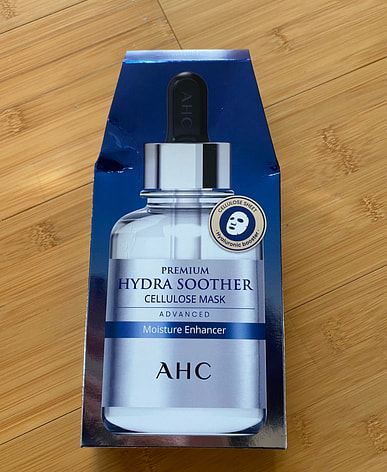 AHC
CELLULOSE SHEET
Hyaluronic booster
PREMIUM
HYDRA SOOTHER
CELLULOSE MASK
ADVANCED
Moisture Enhancer
AHC